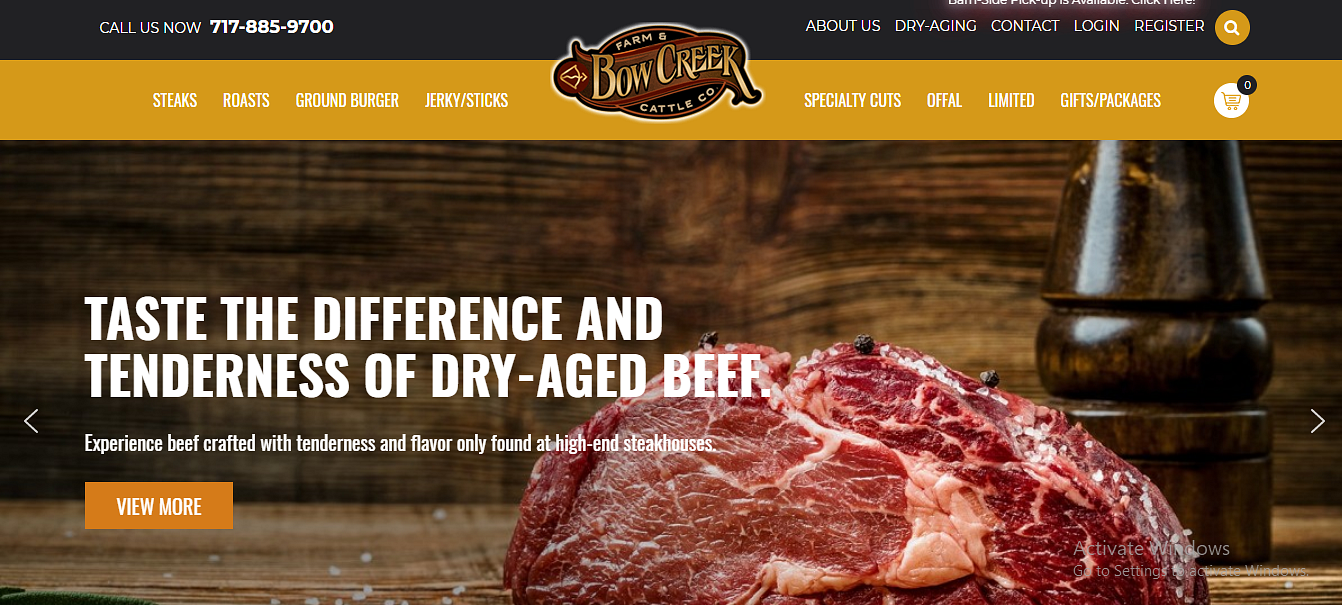 Barn-Side Pick-up is Available. Click Here!
CALL US NOW 717-885-9700
ABOUT US DRY-AGING CONTACT LOGIN REGISTER
FARM &
BOW CREEK
CATTLE CO
STEAKS ROASTS GROUND BURGER JERKY/STICKS
SPECIALTY CUTS OFFAL LIMITED GIFTS/PACKAGES
0
TASTE THE DIFFERENCE AND
TENDERNESS OF DRY-AGED BEEF.
Experience beef crafted with tenderness and flavor only found at high-end steakhouses.
VIEW MORE
Activate Windows
Go to Settings to activate Windows.